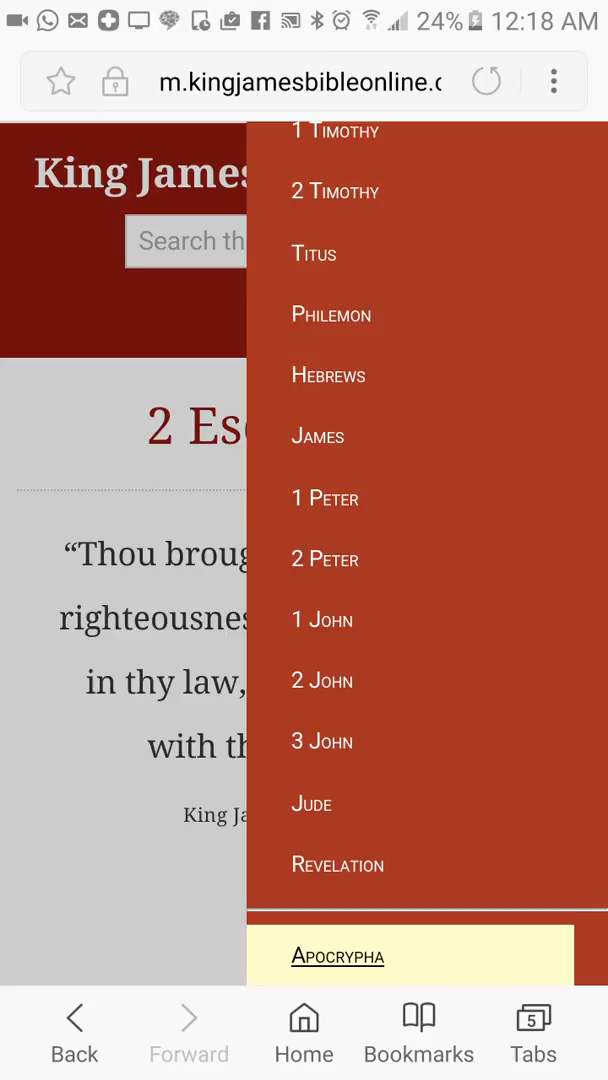 24% 12:18 AM
m.kingjamesbibleonline.c
King James
Search th
2 Es
“Thou broug
righteousnes
in thy law,
with th
King Ja
1 Timothy
2 Timothy
Titus
Philemon
Hebrews
James
1 Peter
2 Peter
1 John
2 John
3 John
Jude
Revelation
Apocrypha
Back Forward Home Bookmarks 5 Tabs